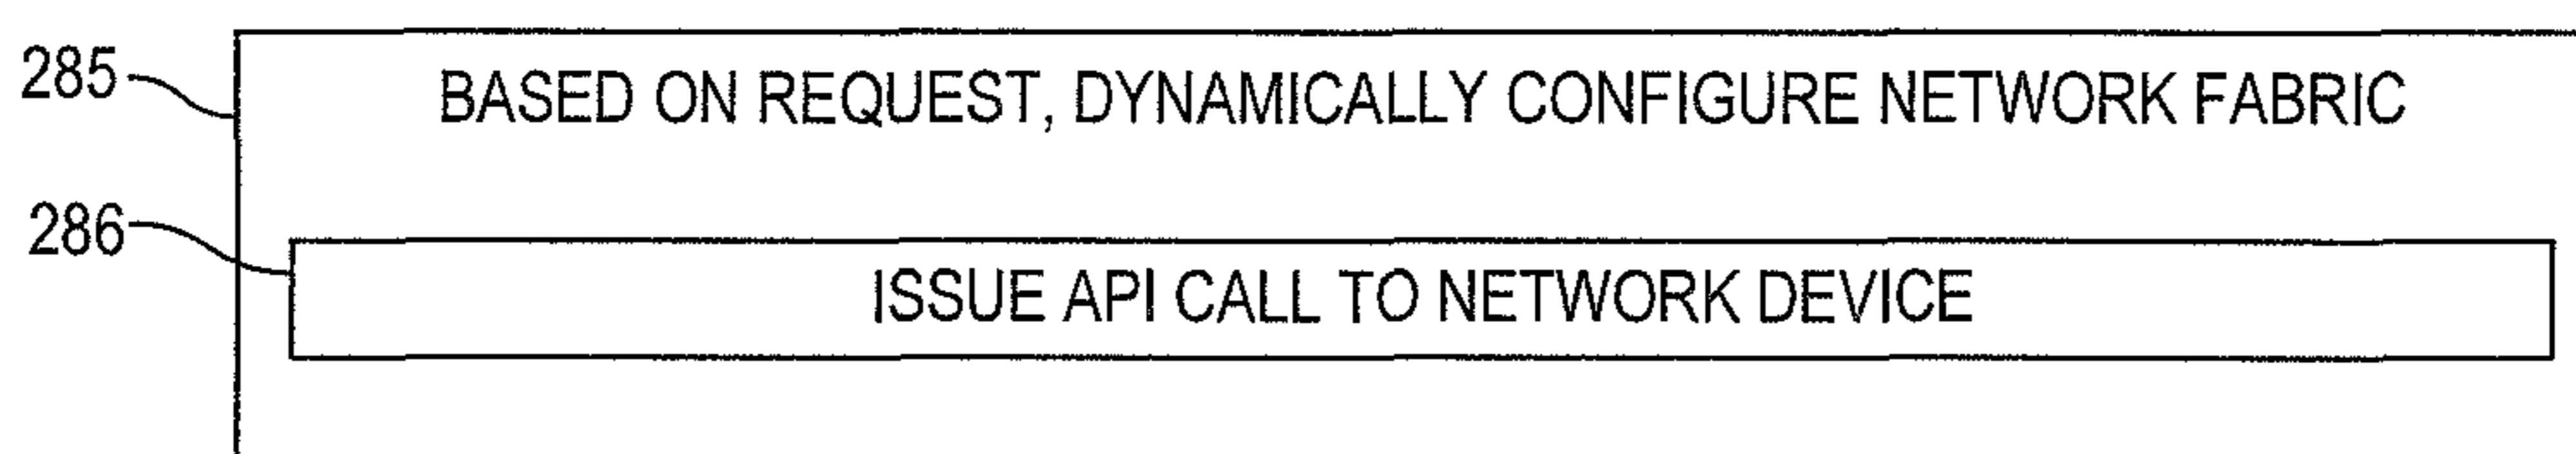 285
BASED ON REQUEST, DYNAMICALLY CONFIGURE NETWORK FABRIC
286
ISSUE API CALL TO NETWORK DEVICE